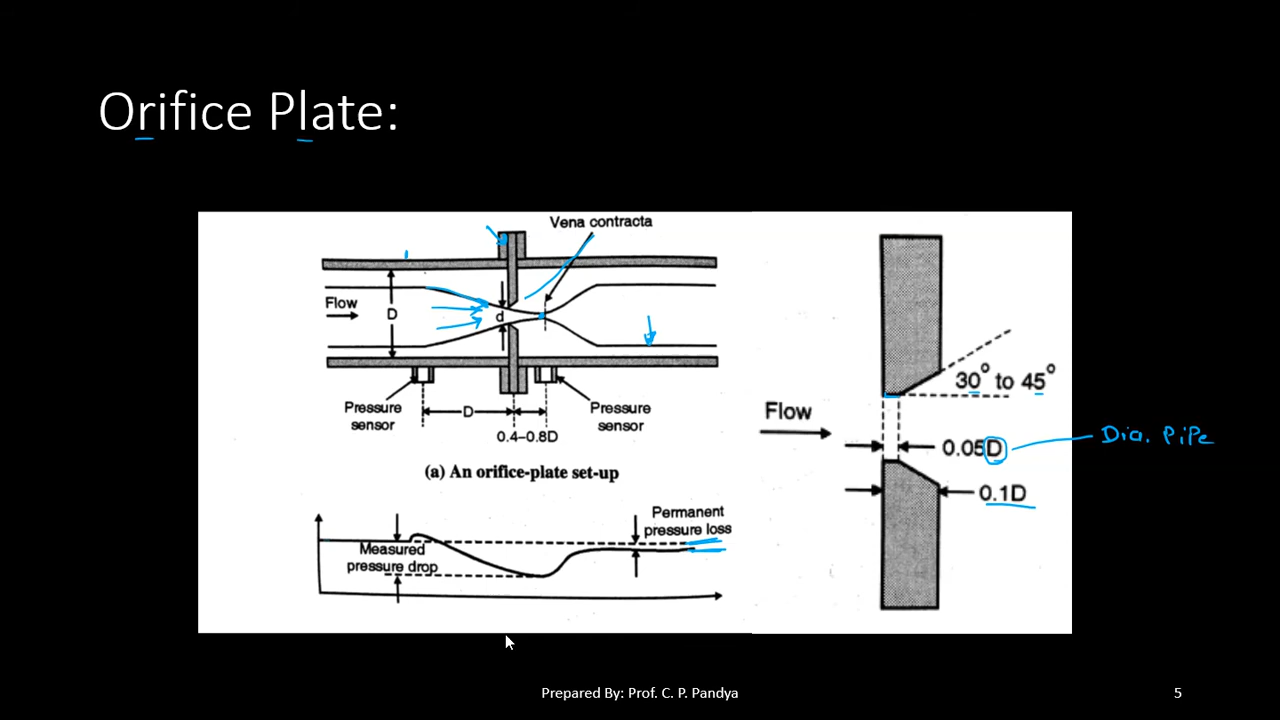 Orifice Plate:
Vena contracta
Flow
D
d
Pressure
sensor
D
0.4–0.8D
Pressure
sensor
(a) An orifice-plate set-up
Permanent
pressure loss
Measured
pressure drop
30° to 45°
Flow
0.05D
Dia. Pipe
0.1D
Prepared By: Prof. C. P. Pandya
5